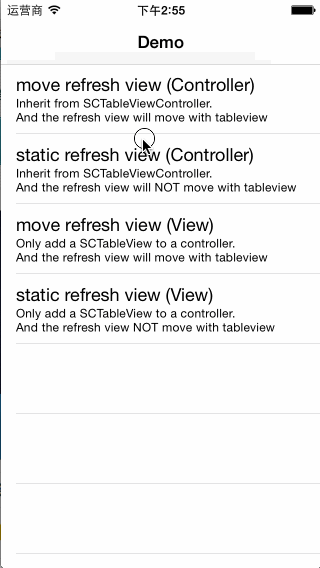 运营商 下午2:55
Demo
move refresh view (Controller)
Inherit from SCTableViewController.
And the refresh view will move with tableview
static refresh view (Controller)
Inherit from SCTableViewController.
And the refresh view will NOT move with tableview
move refresh view (View)
Only add a SCTableView to a controller.
And the refresh view will move with tableview
static refresh view (View)
Only add a SCTableView to a controller.
And the refresh view NOT move with tableview